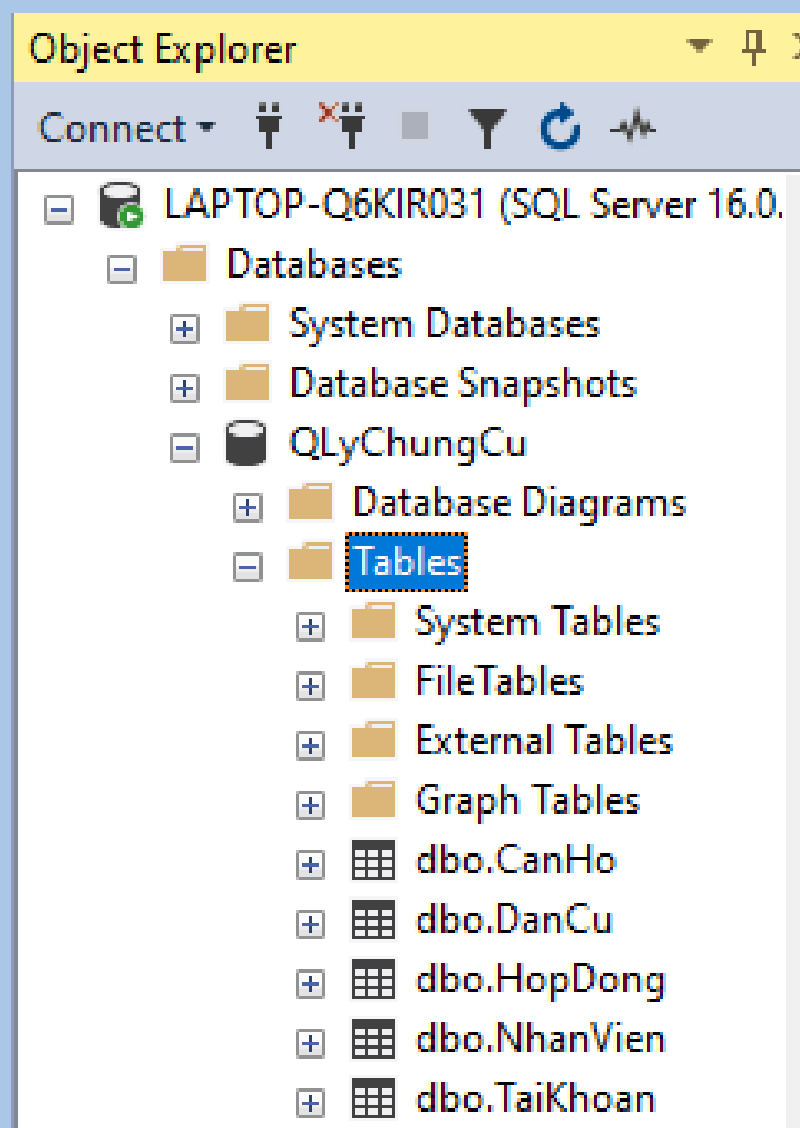 Object Explorer
Connect
LAPTOP-Q6KIR031 (SQL Server 16.0.
Databases
System Databases
Database Snapshots
QLyChungCu
Database Diagrams
Tables
System Tables
FileTables
External Tables
Graph Tables
dbo.CanHo
dbo.DanCu
dbo.HopDong
dbo.NhanVien
dbo.TaiKhoan